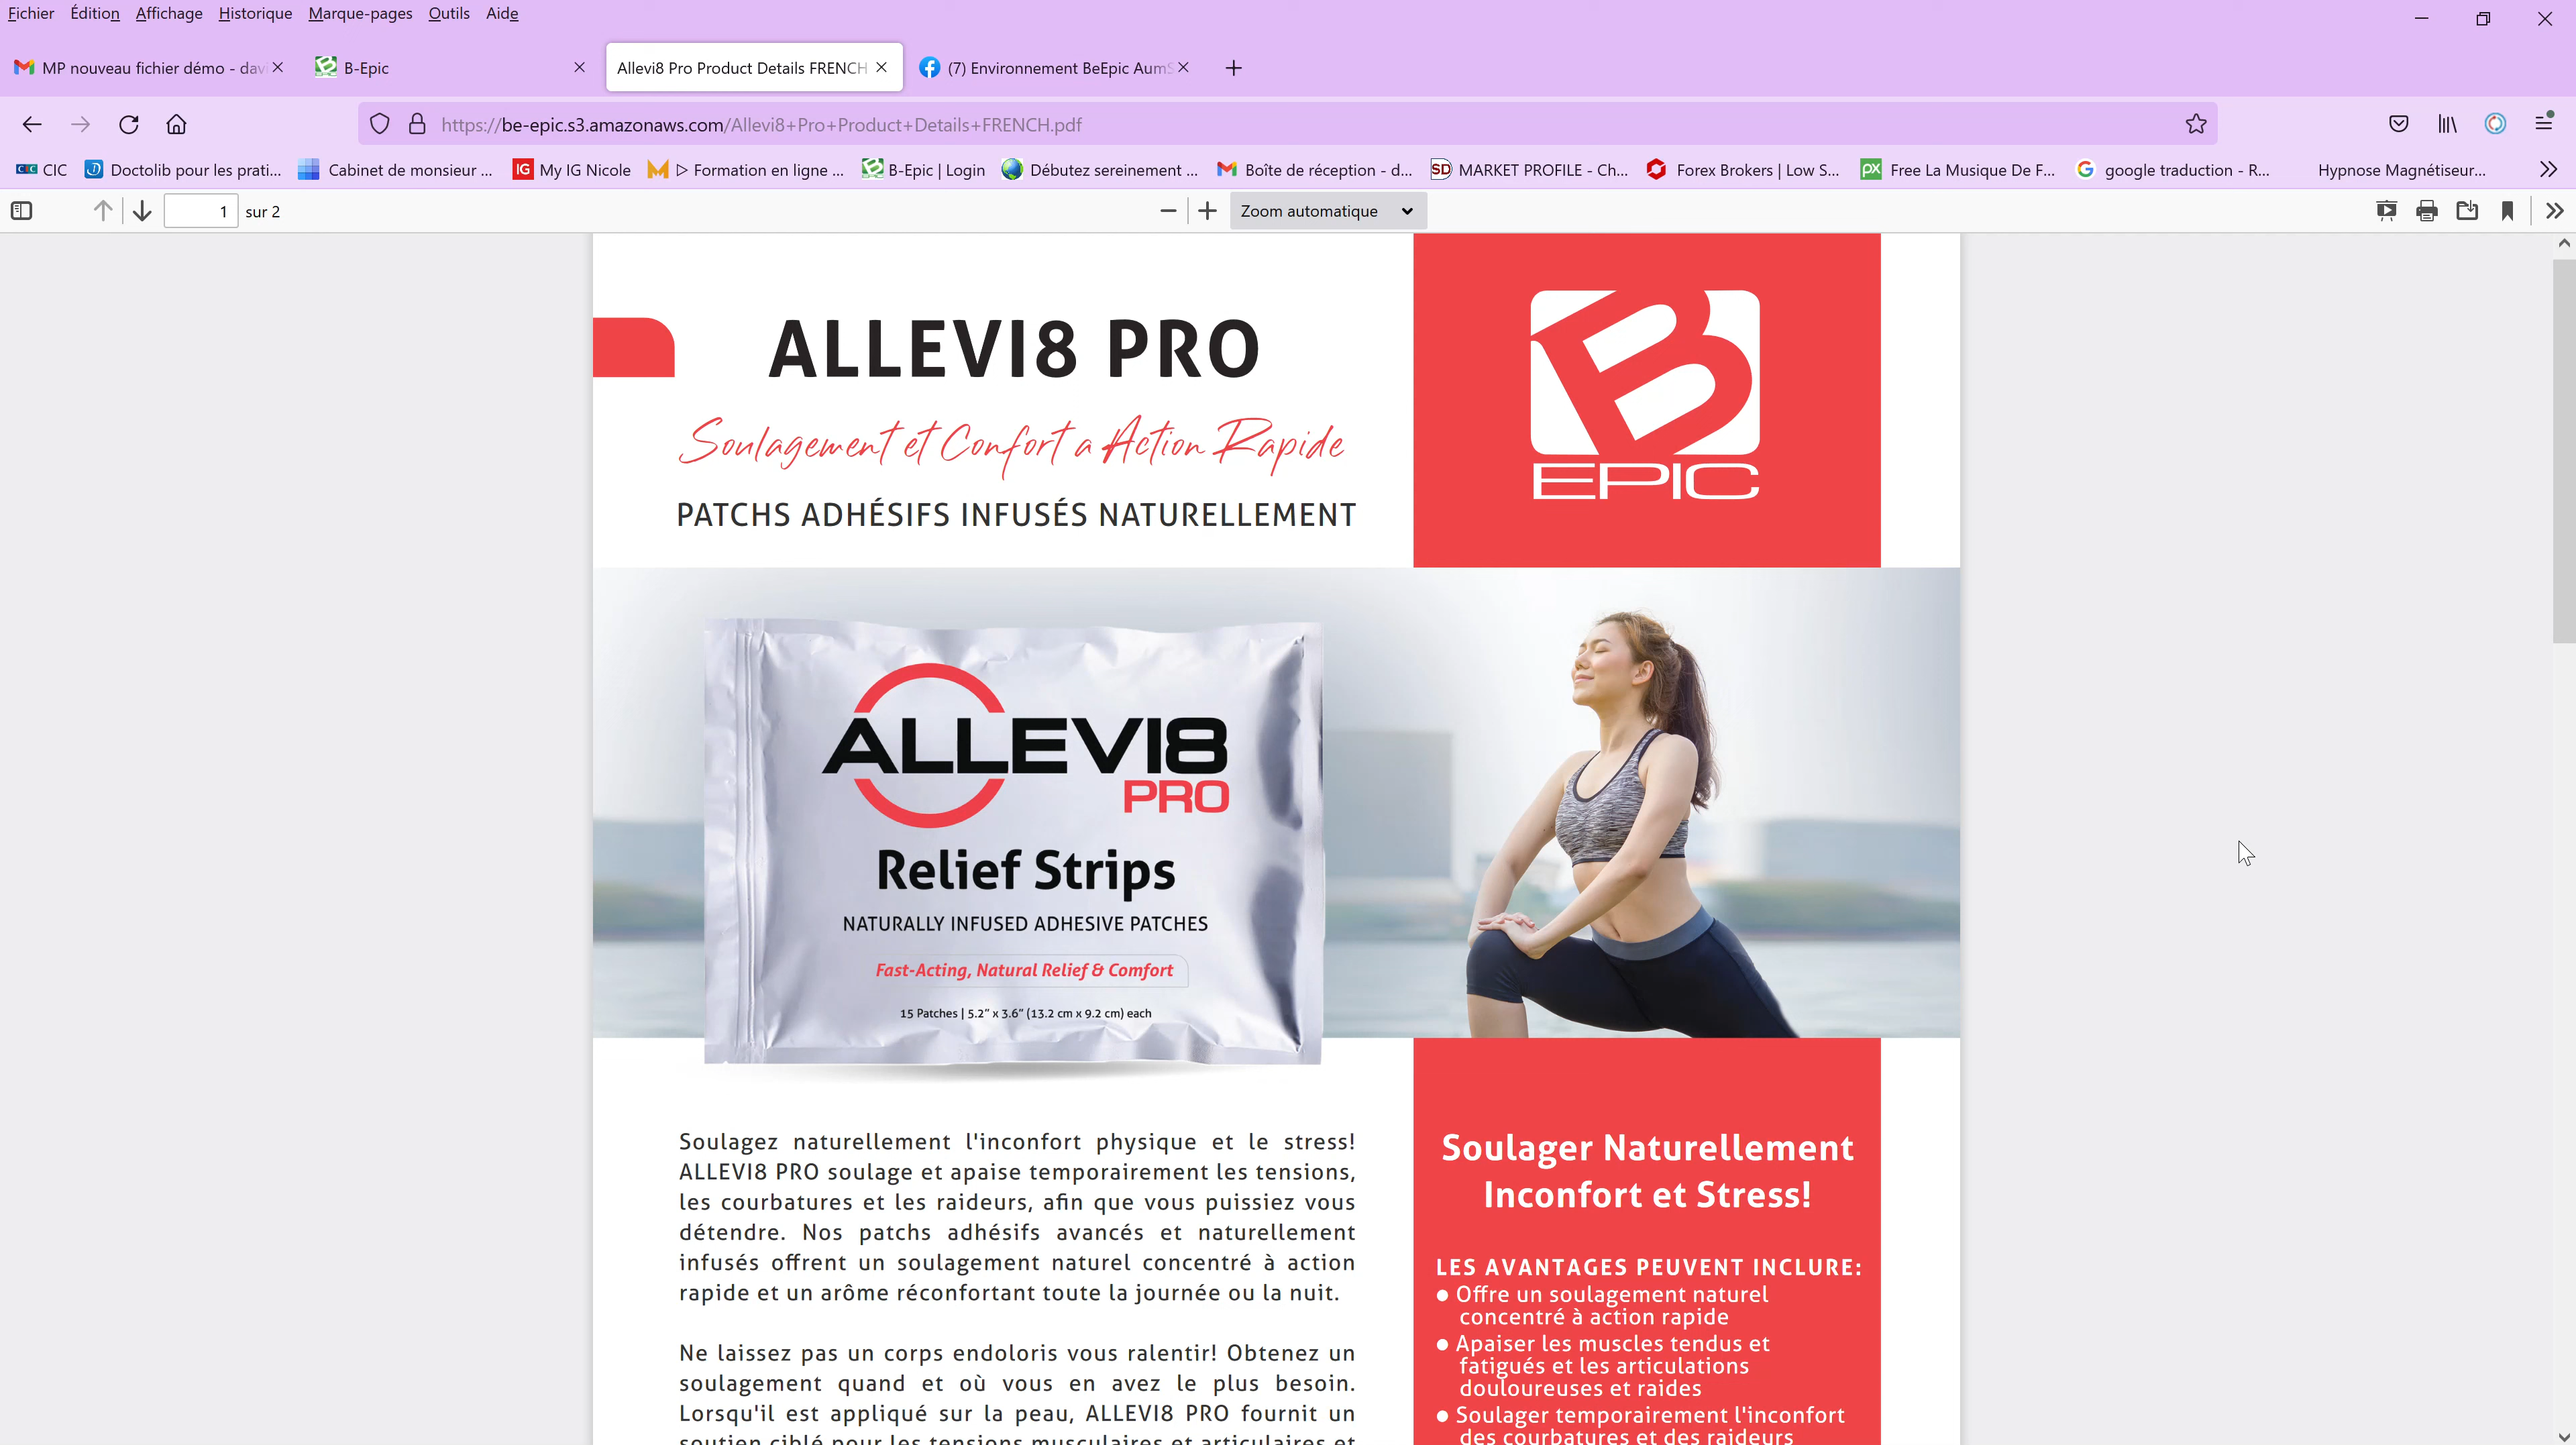 Fichier Édition Affichage Historique Marque-pages Outils Aide
MP nouveau fichier démo - dav
B-Epic
Allevi8 Pro Product Details FRENCH
(7) Environnement BeEpic AumS
https://be-epic.s3.amazonaws.com/Allevi8+Pro+Product+Details+FRENCH.pdf
CIC Doctolib pour les prati... Cabinet de monsieur ... My IG Nicole ▷ Formation en ligne ... B-Epic | Login Débutez sereinement ... Boîte de réception - d... MARKET PROFILE - Ch... Forex Brokers | Low S... Free La Musique De F... google traduction - R... Hypnose Magnétiseur...
1 sur 2
Zoom automatique
ALLEVI8 PRO
Soulagement et Confort a Action Rapide
PATCHS ADHÉSIFS INFUSÉS NATURELLEMENT
B
EPIC
ALLEVI8
PRO
Relief Strips
NATURALLY INFUSED ADHESIVE PATCHES
Fast-Acting, Natural Relief & Comfort
15 Patches | 5.2" x 3.6" (13.2 cm x 9.2 cm) each
Soulagez naturellement l'inconfort physique et le stress!
ALLEVI8 PRO soulage et apaise temporairement les tensions,
les courbatures et les raideurs, afin que vous puissiez vous
détendre. Nos patchs adhésifs avancés et naturellement
infusés offrent un soulagement naturel concentré à action
rapide et un arôme réconfortant toute la journée ou la nuit.
Ne laissez pas un corps endoloris vous ralentir! Obtenez un
soulagement quand et où vous en avez le plus besoin.
Lorsqu'il est appliqué sur la peau, ALLEVI8 PRO fournit un
soutien ciblé pour les tensions musculaires et articulaires et
Soulager Naturellement
Inconfort et Stress!
LES AVANTAGES PEUVENT INCLURE:
● Offre un soulagement naturel
concentré à action rapide
● Apaiser les muscles tendus et
fatigués et les articulations
douloureuses et raides
● Soulager temporairement l'inconfort
des courbatures et des raideurs